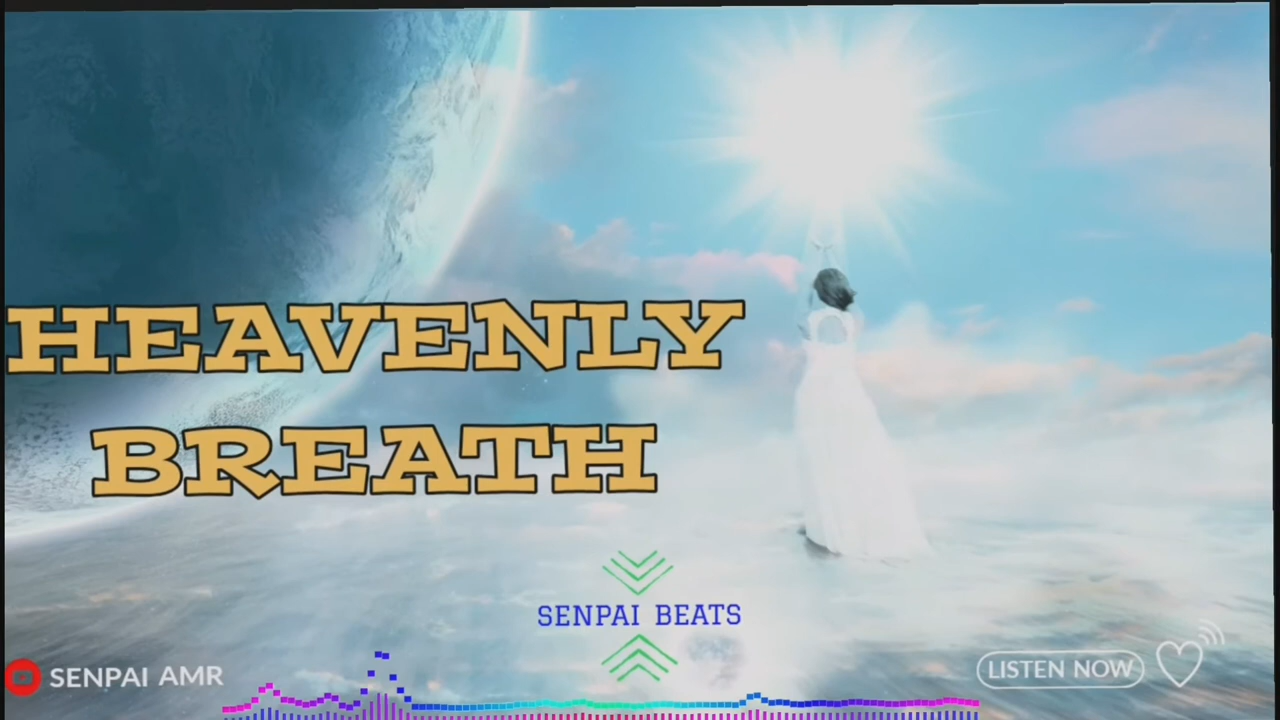 HEAVENLY
BREATH
SENPAI BEATS
SENPAI AMR
LISTEN NOW